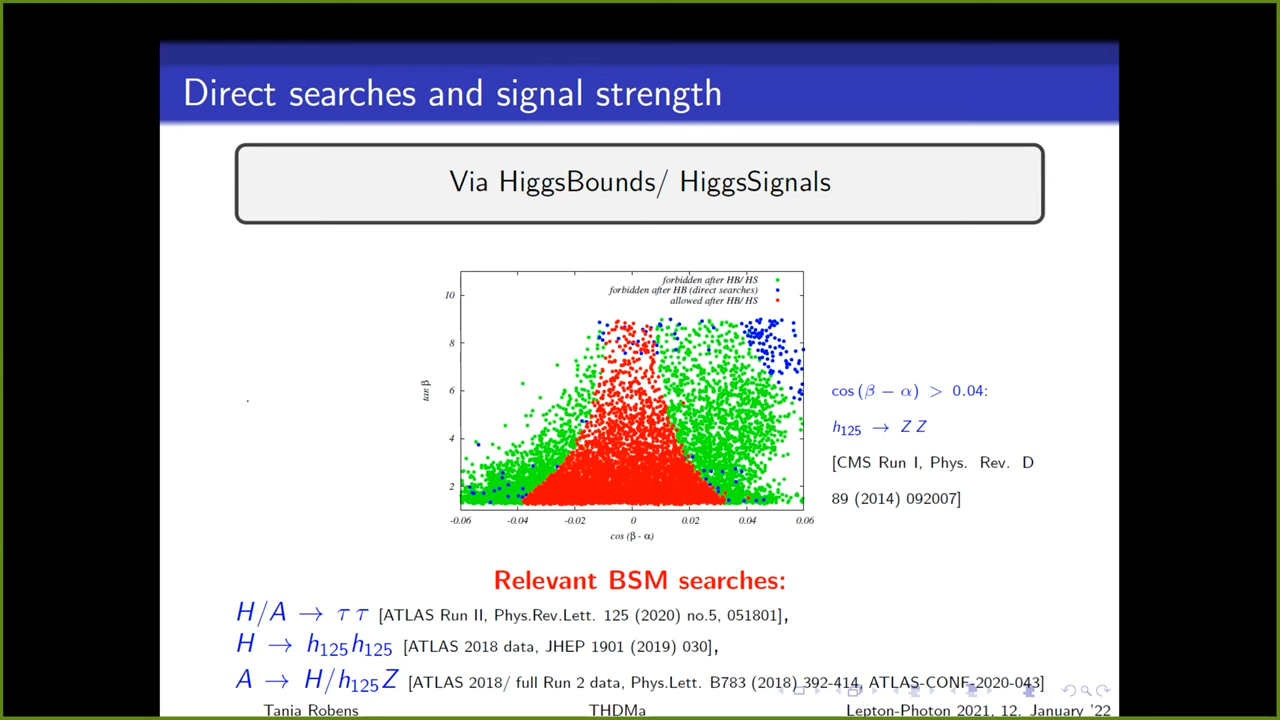 Direct searches and signal strength
Via HiggsBounds/ HiggsSignals
forbidden after HB/ HS
forbidden after HB (direct searches)
allowed after HB/ HS
10
8
6
4
2
tan β
-0.06 -0.04 -0.02 0 0.02 0.04 0.06
cos (β - α)
cos (β − α) > 0.04:
h₁₂₅ → Z Z
[CMS Run I, Phys. Rev. D
89 (2014) 092007]
Relevant BSM searches:
H/A → τ τ [ATLAS Run II, Phys.Rev.Lett. 125 (2020) no.5, 051801],
H → h₁₂₅h₁₂₅ [ATLAS 2018 data, JHEP 1901 (2019) 030],
A → H/h₁₂₅Z [ATLAS 2018/ full Run 2 data, Phys.Lett. B783 (2018) 392-414, ATLAS-CONF-2020-043]
Tania Robens THDMa Lepton-Photon 2021, 12. January '22